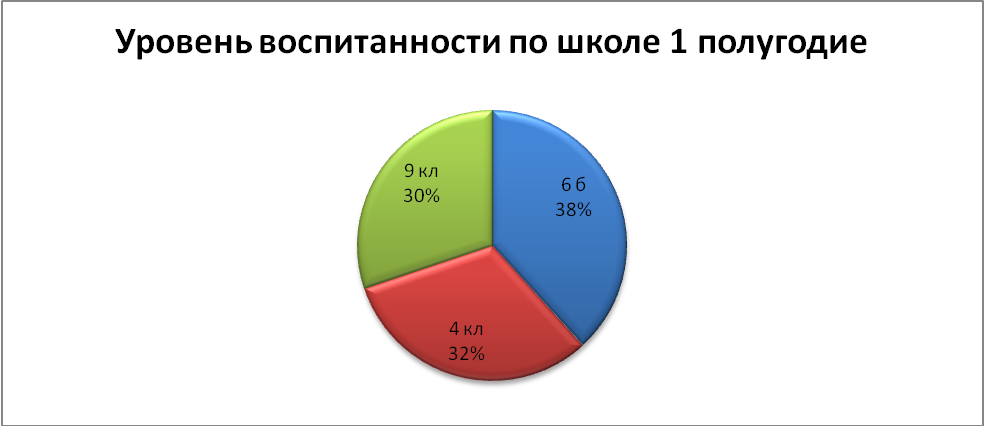 Уровень воспитанности по школе 1 полугодие
9 кл
30%
6 б
38%
4 кл
32%